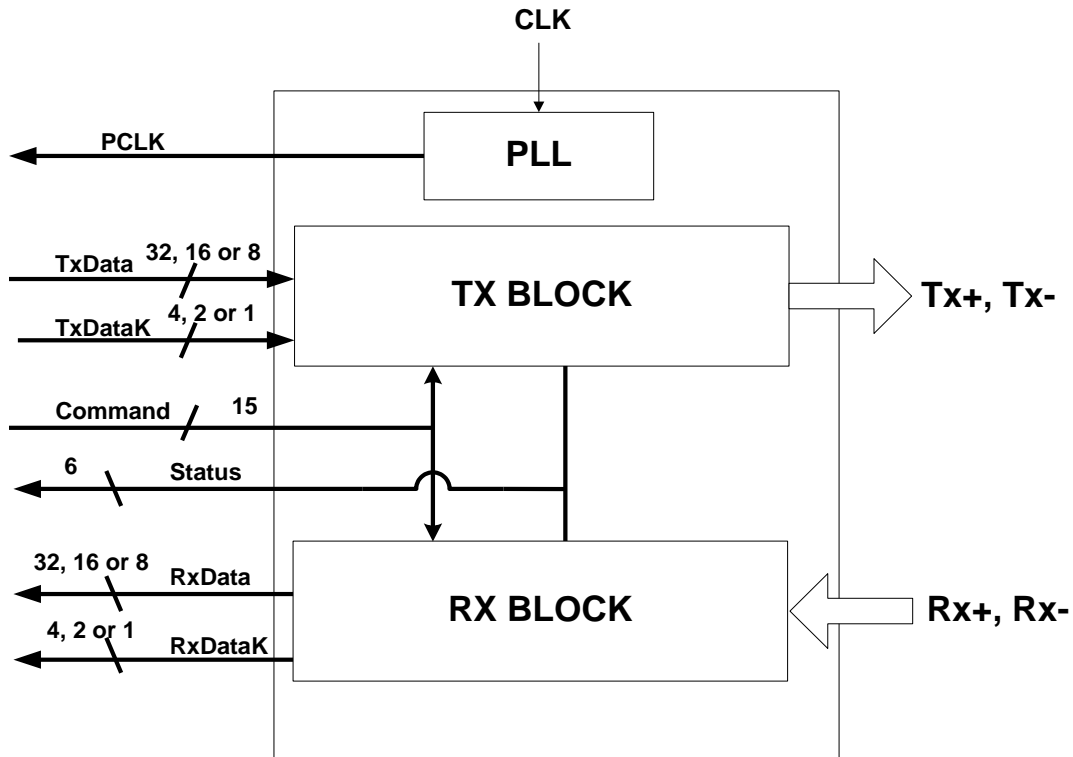 CLK
PCLK
PLL
32, 16 or 8
TxData
TX BLOCK
Tx+, Tx-
4, 2 or 1
TxDataK
Command
15
6
Status
32, 16 or 8
RxData
RX BLOCK
Rx+, Rx-
4, 2 or 1
RxDataK